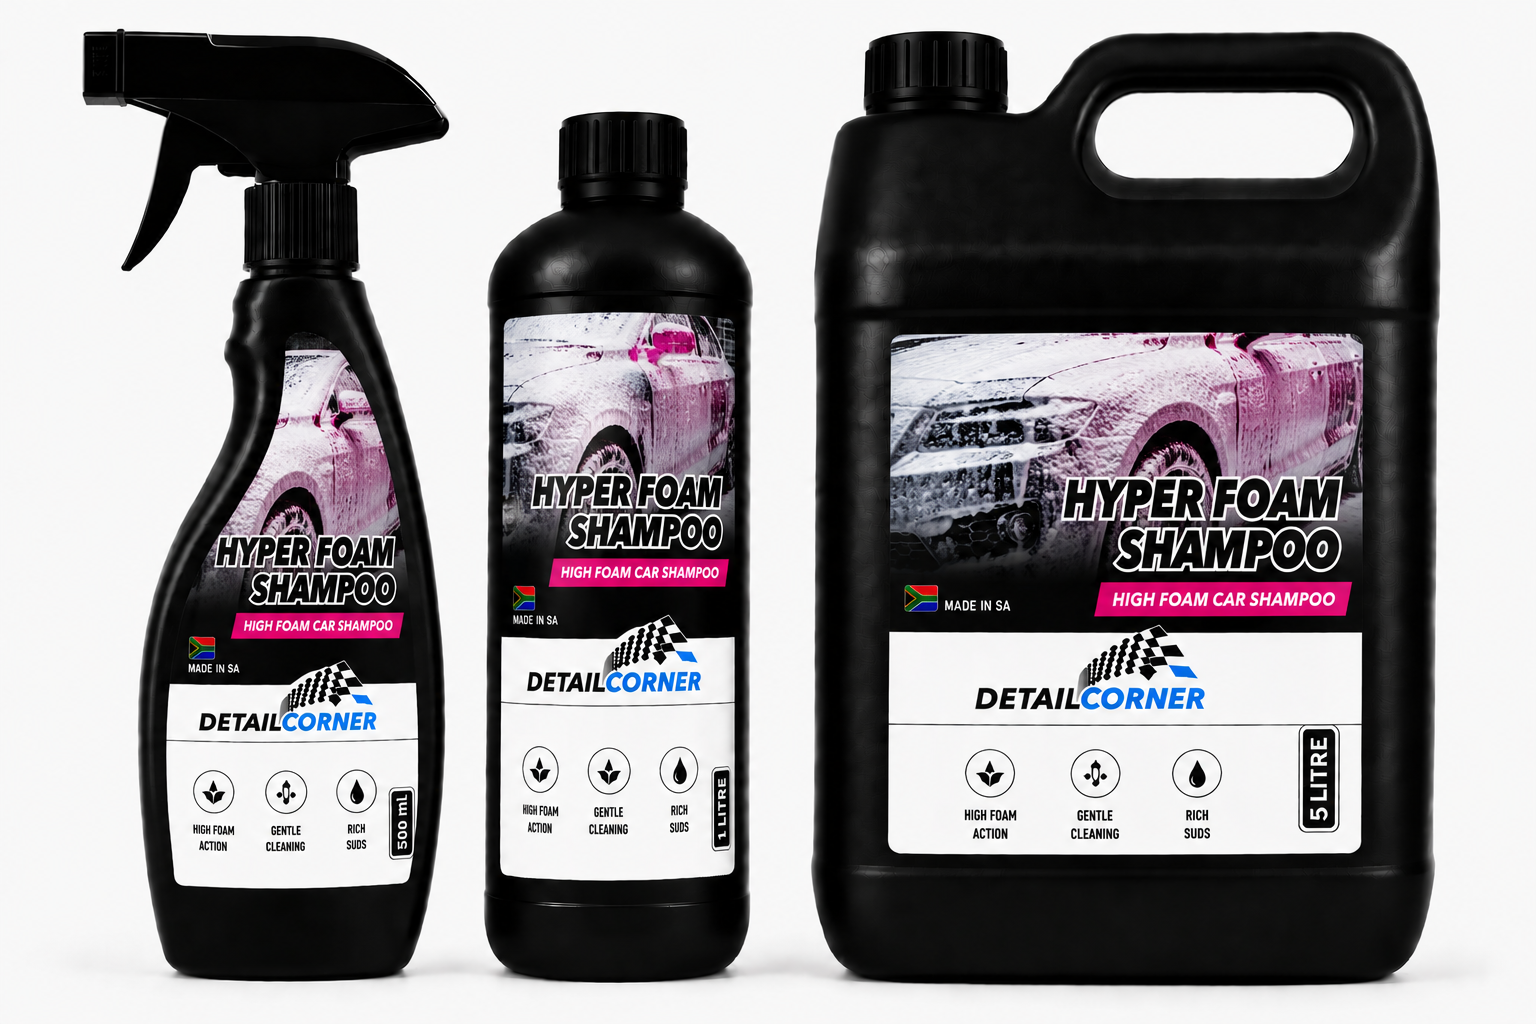 HYPER FOAM
SHAMPOO
HIGH FOAM CAR SHAMPOO
MADE IN SA
DETAILCORNER
HIGH FOAM
ACTION
GENTLE
CLEANING
RICH
SUDS
500 ml
HYPER FOAM
SHAMPOO
HIGH FOAM CAR SHAMPOO
MADE IN SA
DETAILCORNER
HIGH FOAM
ACTION
GENTLE
CLEANING
RICH
SUDS
1 LITRE
HYPER FOAM
SHAMPOO
HIGH FOAM CAR SHAMPOO
MADE IN SA
DETAILCORNER
HIGH FOAM
ACTION
GENTLE
CLEANING
RICH
SUDS
5 LITRE